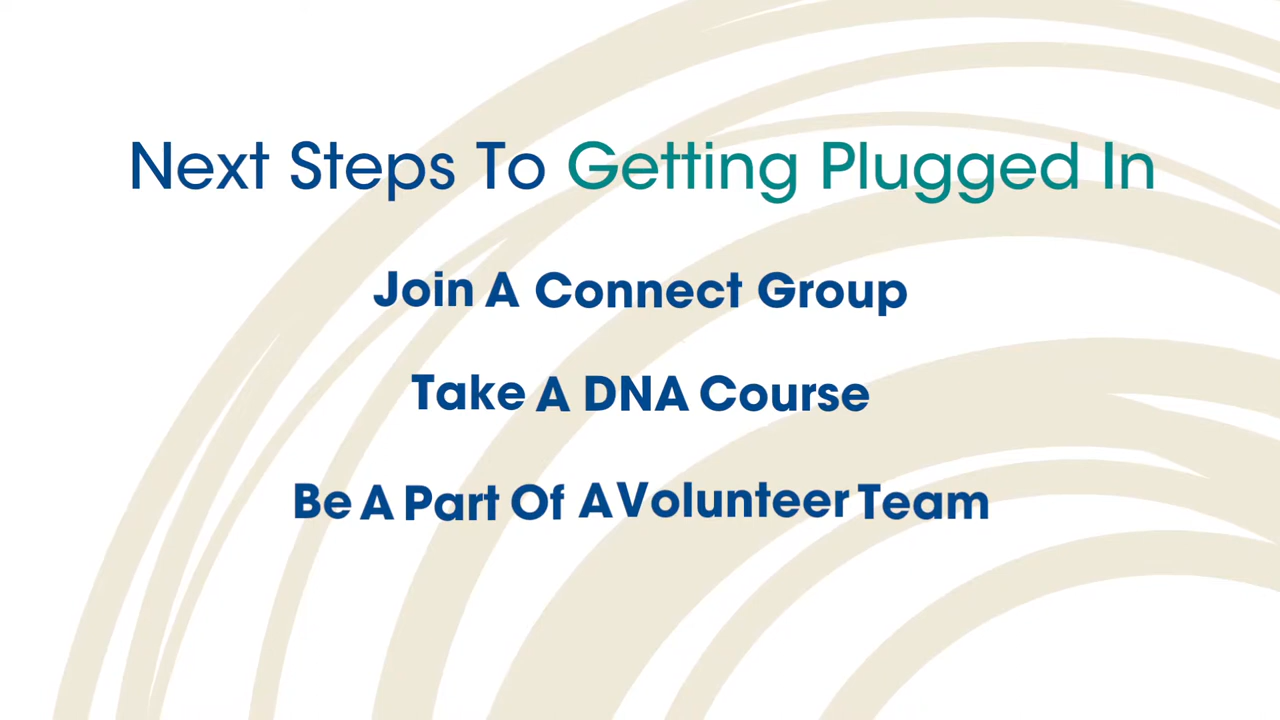 Next Steps To Getting Plugged In
Join A Connect Group
Take A DNA Course
Be A Part Of A Volunteer Team